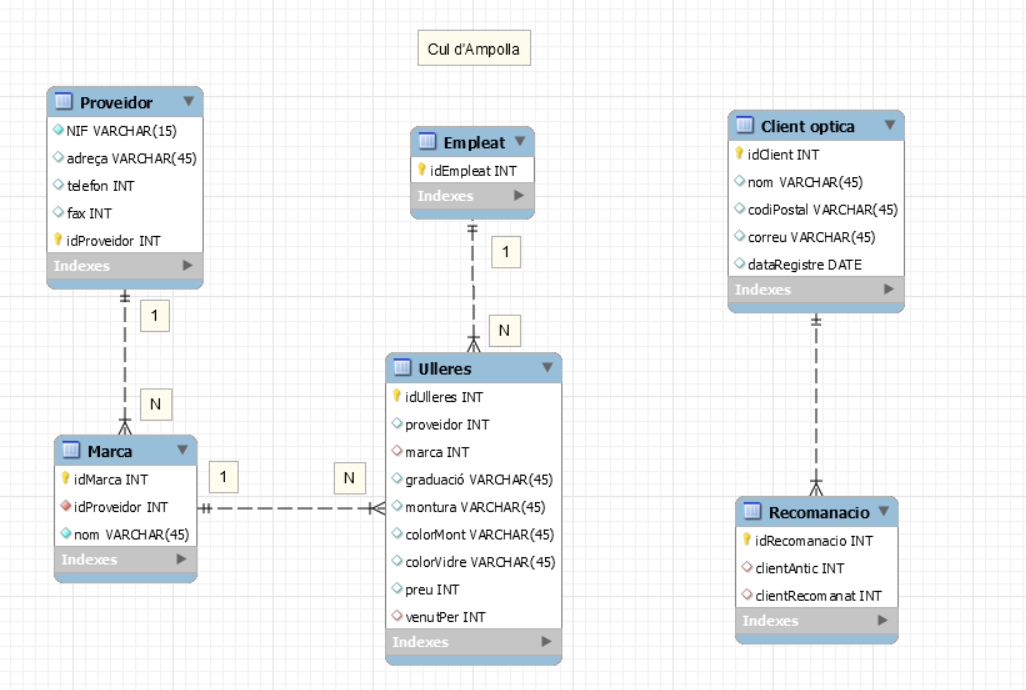 Cul d'Ampolla
Proveidor
NIF VARCHAR(15)
adreça VARCHAR(45)
telefon INT
fax INT
idProveidor INT
Indexes
1
N
Marca
idMarca INT
idProveidor INT
nom VARCHAR(45)
Indexes
1
N
Empleat
idEmpleat INT
Indexes
1
N
Ulleres
idUlleres INT
proveidor INT
marca INT
graduació VARCHAR(45)
montura VARCHAR(45)
colorMont VARCHAR(45)
colorVidre VARCHAR(45)
preu INT
venutPer INT
Indexes
Client optica
idClient INT
nom VARCHAR(45)
codiPostal VARCHAR(45)
correu VARCHAR(45)
dataRegistre DATE
Indexes
Recomanacio
idRecomanacio INT
clientAntic INT
clientRecomanat INT
Indexes